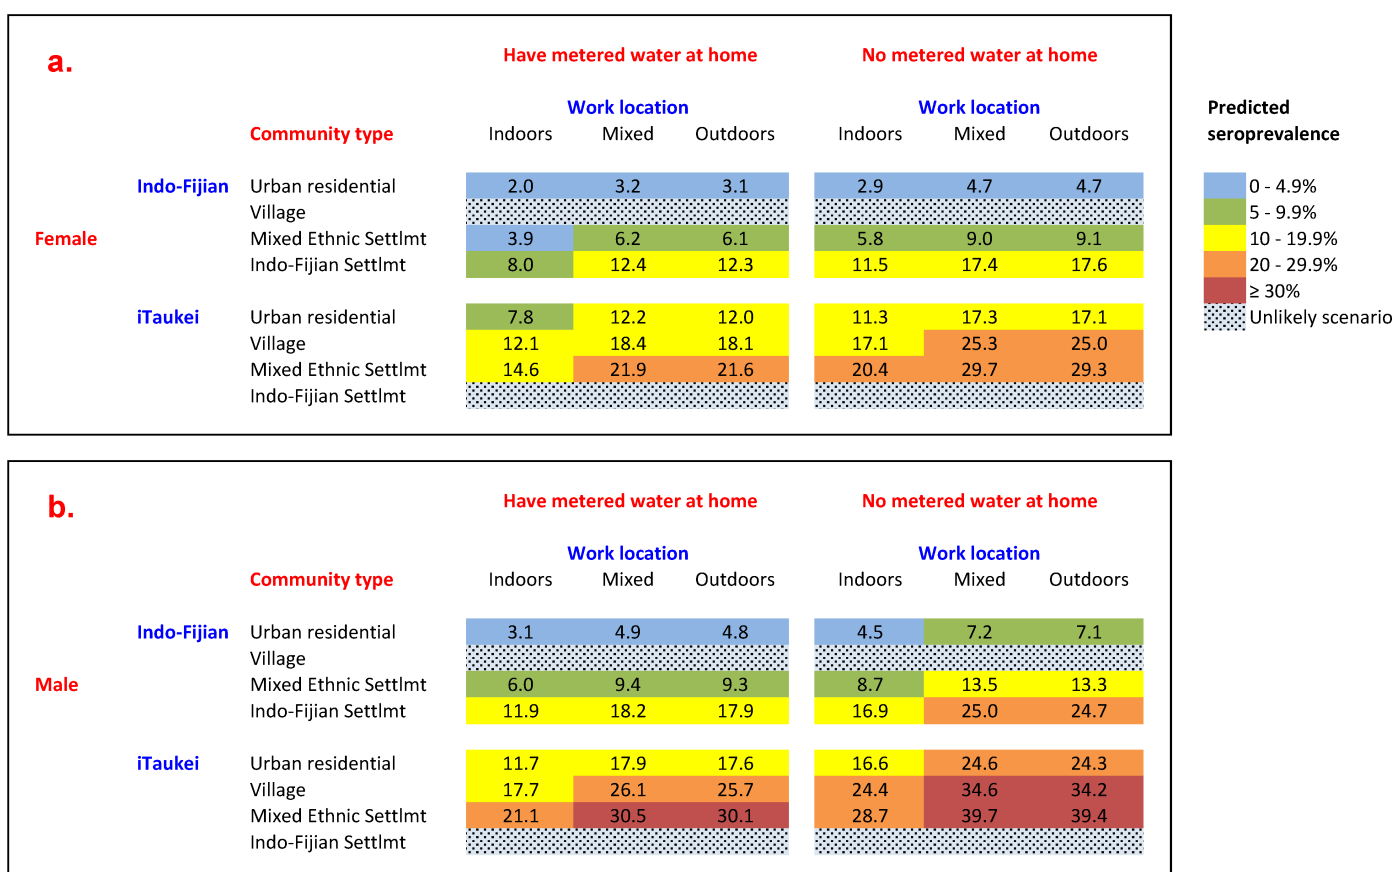 a.
Have metered water at home No metered water at home
Work location Work location
Community type Indoors Mixed Outdoors Indoors Mixed Outdoors
Indo-Fijian Urban residential 2.0 3.2 3.1 2.9 4.7 4.7
Village
Female Mixed Ethnic Settlmt 3.9 6.2 6.1 5.8 9.0 9.1
Indo-Fijian Settlmt 8.0 12.4 12.3 11.5 17.4 17.6
iTaukei Urban residential 7.8 12.2 12.0 11.3 17.3 17.1
Village 12.1 18.4 18.1 17.1 25.3 25.0
Mixed Ethnic Settlmt 14.6 21.9 21.6 20.4 29.7 29.3
Indo-Fijian Settlmt
Predicted
seroprevalence
0 - 4.9%
5 - 9.9%
10 - 19.9%
20 - 29.9%
≥ 30%
Unlikely scenario
b.
Have metered water at home No metered water at home
Work location Work location
Community type Indoors Mixed Outdoors Indoors Mixed Outdoors
Indo-Fijian Urban residential 3.1 4.9 4.8 4.5 7.2 7.1
Village
Male Mixed Ethnic Settlmt 6.0 9.4 9.3 8.7 13.5 13.3
Indo-Fijian Settlmt 11.9 18.2 17.9 16.9 25.0 24.7
iTaukei Urban residential 11.7 17.9 17.6 16.6 24.6 24.3
Village 17.7 26.1 25.7 24.4 34.6 34.2
Mixed Ethnic Settlmt 21.1 30.5 30.1 28.7 39.7 39.4
Indo-Fijian Settlmt